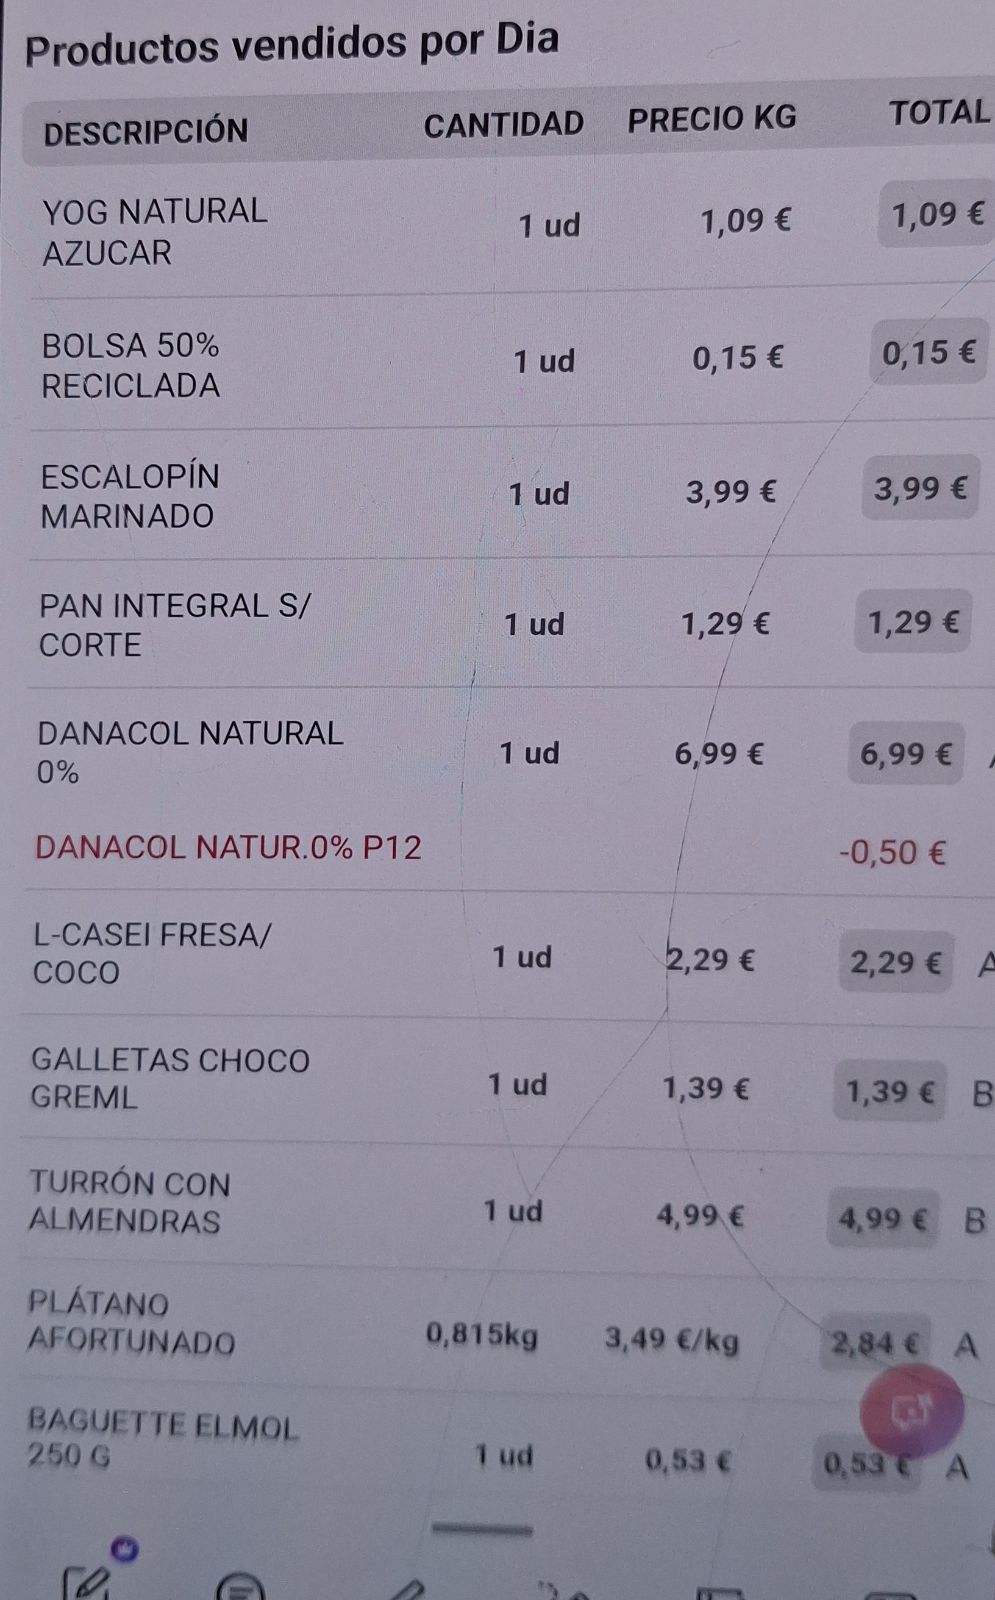 Productos vendidos por Dia
DESCRIPCIÓN CANTIDAD PRECIO KG TOTAL
YOG NATURAL
AZUCAR
1 ud 1,09 € 1,09 €
BOLSA 50%
RECICLADA
1 ud 0,15 € 0,15 €
ESCALOPÍN
MARINADO
1 ud 3,99 € 3,99 €
PAN INTEGRAL S/
CORTE
1 ud 1,29 € 1,29 €
DANACOL NATURAL
0%
1 ud 6,99 € 6,99 €
DANACOL NATUR.0% P12 -0,50 €
L-CASEI FRESA/
COCO
1 ud 2,29 € 2,29 € A
GALLETAS CHOCO
GREML
1 ud 1,39 € 1,39 € B
TURRÓN CON
ALMENDRAS
1 ud 4,99 € 4,99 € B
PLÁTANO
AFORTUNADO
0,815kg 3,49 €/kg 2,84 € A
BAGUETTE ELMOL
250 G
1 ud 0,53 € 0,53 € A